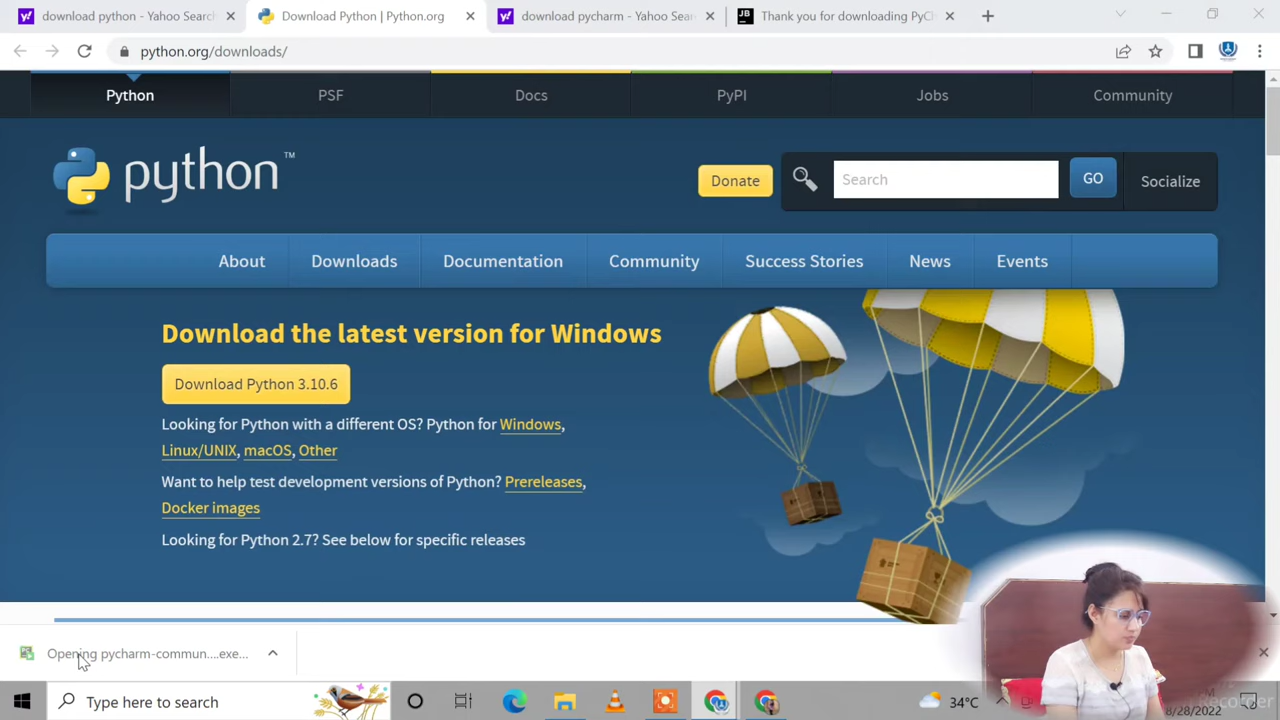 download python - Yahoo Searc
Download Python | Python.org
download pycharm - Yahoo Sea
Thank you for downloading PyCh
python.org/downloads/
Python
PSF
Docs
PyPI
Jobs
Community
python™
Donate
Search
GO
Socialize
About
Downloads
Documentation
Community
Success Stories
News
Events
Download the latest version for Windows
Download Python 3.10.6
Looking for Python with a different OS? Python for Windows,
Linux/UNIX, macOS, Other
Want to help test development versions of Python? Prereleases,
Docker images
Looking for Python 2.7? See below for specific releases
Opening pycharm-commun....exe...
Type here to search
34°C
8/28/2022